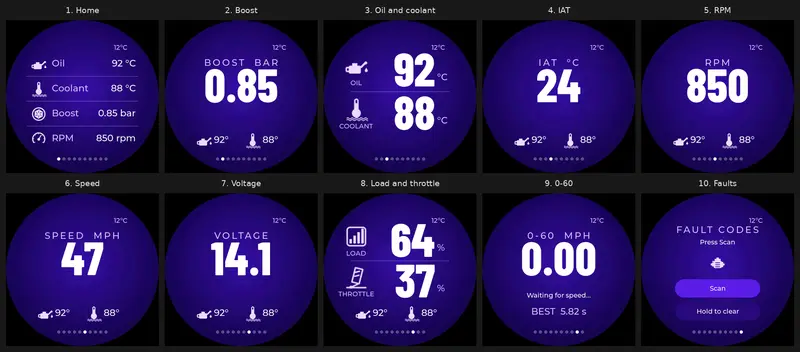 1. Home
12°C
Oil 92 °C
Coolant 88 °C
Boost 0.85 bar
RPM 850 rpm
2. Boost
12°C
BOOST BAR
0.85
92° 88°
3. Oil and coolant
12°C
OIL 92 °C
COOLANT 88 °C
4. IAT
12°C
IAT °C
24
92° 88°
5. RPM
12°C
RPM
850
92° 88°
6. Speed
12°C
SPEED MPH
47
92° 88°
7. Voltage
12°C
VOLTAGE
14.1
92° 88°
8. Load and throttle
12°C
LOAD 64 %
THROTTLE 37 %
92° 88°
9. 0-60
12°C
0-60 MPH
0.00
Waiting for speed...
BEST 5.82 s
10. Faults
12°C
FAULT CODES
Press Scan
Scan
Hold to clear